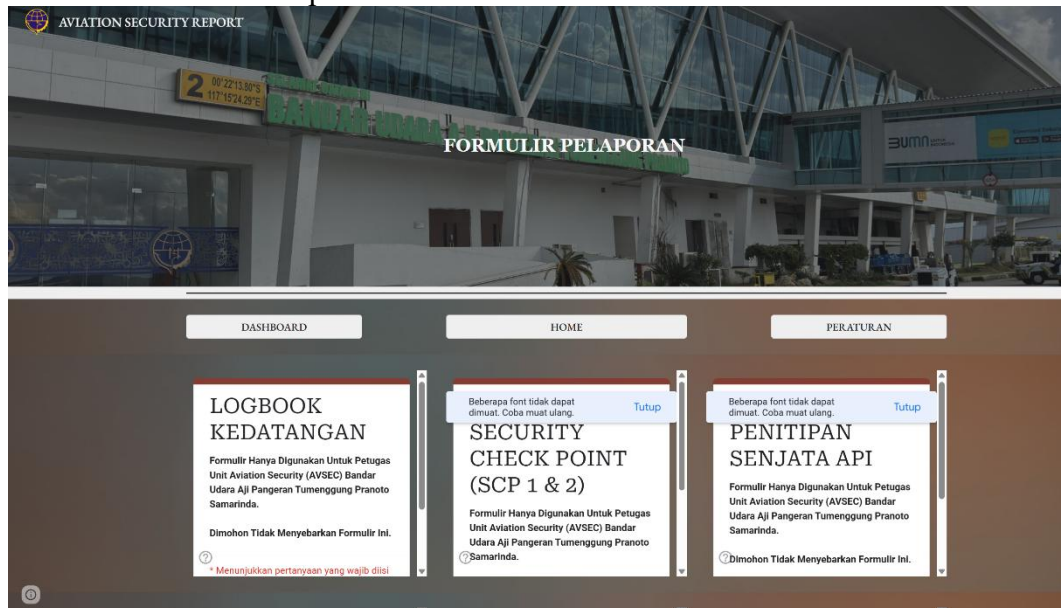 AVIATION SECURITY REPORT
2 00°22'13.80"S
117°15'24.29"E
BANDAR UDARA
BUMN
FORMULIR PELAPORAN
DASHBOARD
HOME
PERATURAN
LOGBOOK
KEDATANGAN
Formulir Hanya Digunakan Untuk Petugas
Unit Aviation Security (AVSEC) Bandar
Udara Aji Pangeran Tumenggung Pranoto
Samarinda.
Dimohon Tidak Menyebarkan Formulir Ini.
* Menunjukkan pertanyaan yang wajib diisi
Beberapa font tidak dapat
dimuat. Coba muat ulang.
Tutup
SECURITY
CHECK POINT
(SCP 1 & 2)
Formulir Hanya Digunakan Untuk Petugas
Unit Aviation Security (AVSEC) Bandar
Udara Aji Pangeran Tumenggung Pranoto
Samarinda.
Beberapa font tidak dapat
dimuat. Coba muat ulang.
Tutup
PENITIPAN
SENJATA API
Formulir Hanya Digunakan Untuk Petugas
Unit Aviation Security (AVSEC) Bandar
Udara Aji Pangeran Tumenggung Pranoto
Samarinda.
Dimohon Tidak Menyebarkan Formulir Ini.